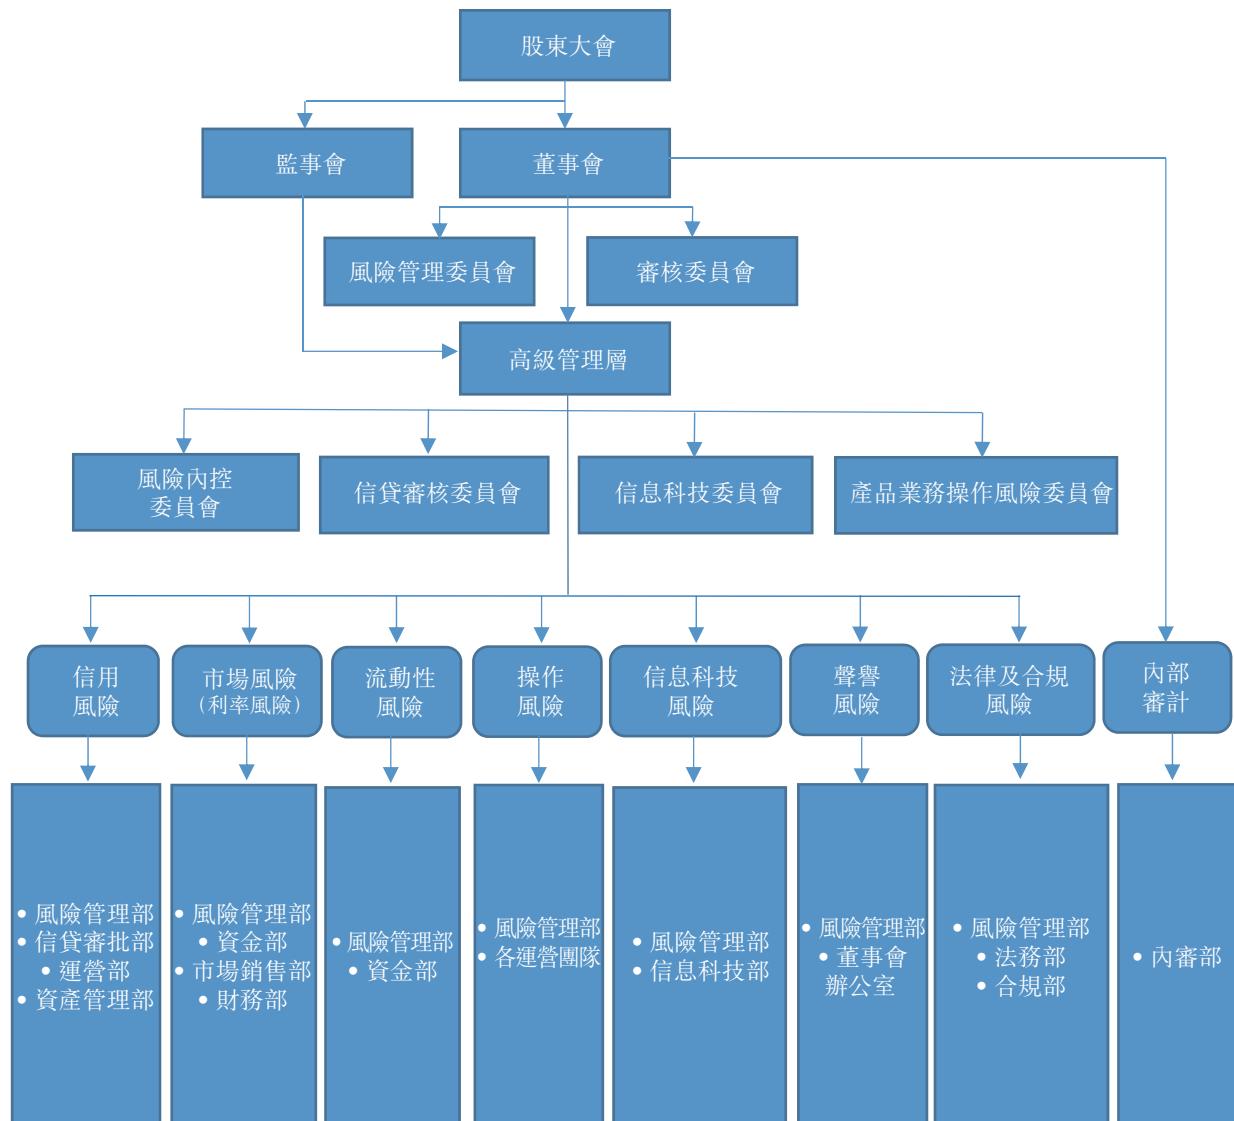 股東大會
監事會
董事會
風險管理委員會
審核委員會
高級管理層
風險內控
委員會
信貸審核委員會
信息科技委員會
產品業務操作風險委員會
信用
風險
市場風險
（利率風險）
流動性
風險
操作
風險
信息科技
風險
聲譽
風險
法律及合規
風險
內部
審計
• 風險管理部
• 信貸審批部
• 運營部
• 資產管理部
• 風險管理部
• 資金部
• 市場銷售部
• 財務部
• 風險管理部
• 資金部
• 風險管理部
• 各運營團隊
• 風險管理部
• 信息科技部
• 風險管理部
• 董事會
辦公室
• 風險管理部
• 法務部
• 合規部
• 內審部